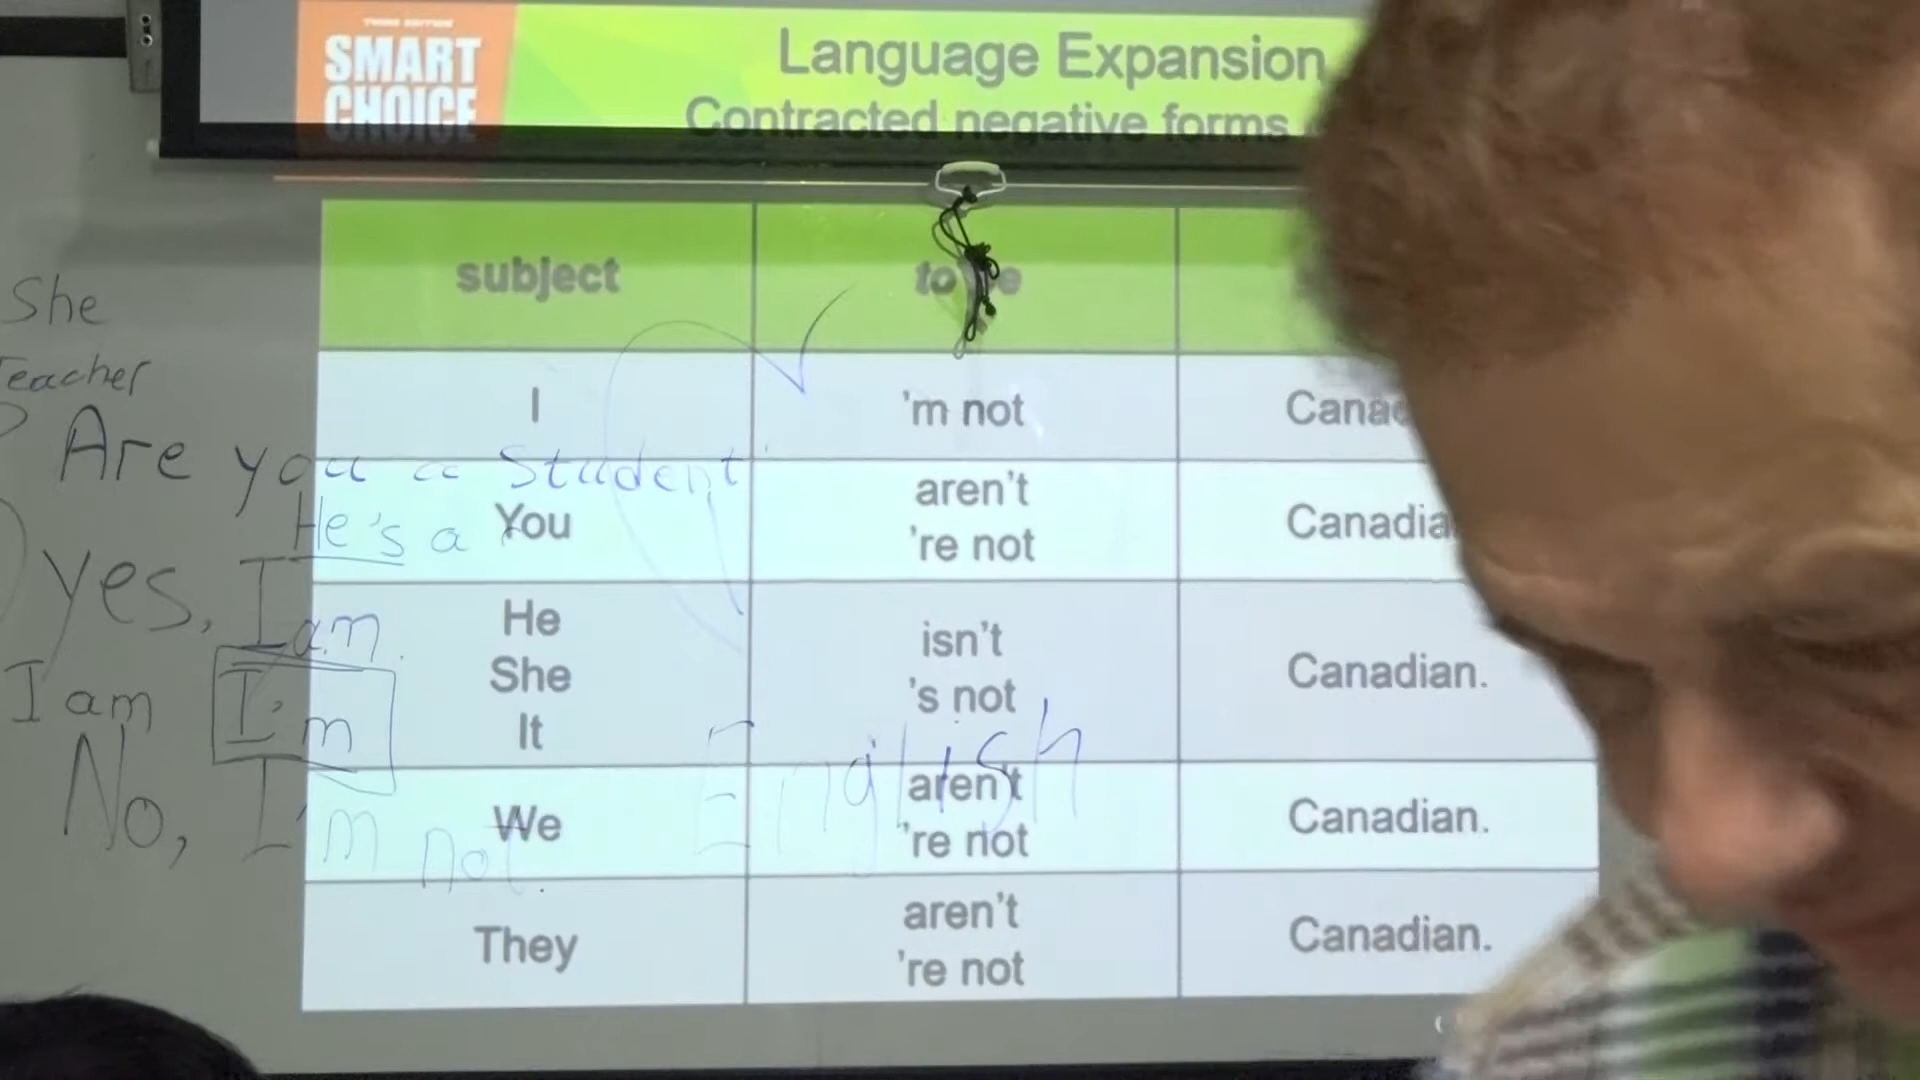 THIRD EDITION
SMART
CHOICE
Language Expansion
Contracted negative forms
subject
I
'm not
You
aren't
're not
He
She
It
isn't
's not
Canadian.
We
aren't
're not
Canadian.
They
aren't
're not
Canadian.
She
Teacher
Are you a student
He's a
Yes, I am.
I am I'm
No, I'm not.
English